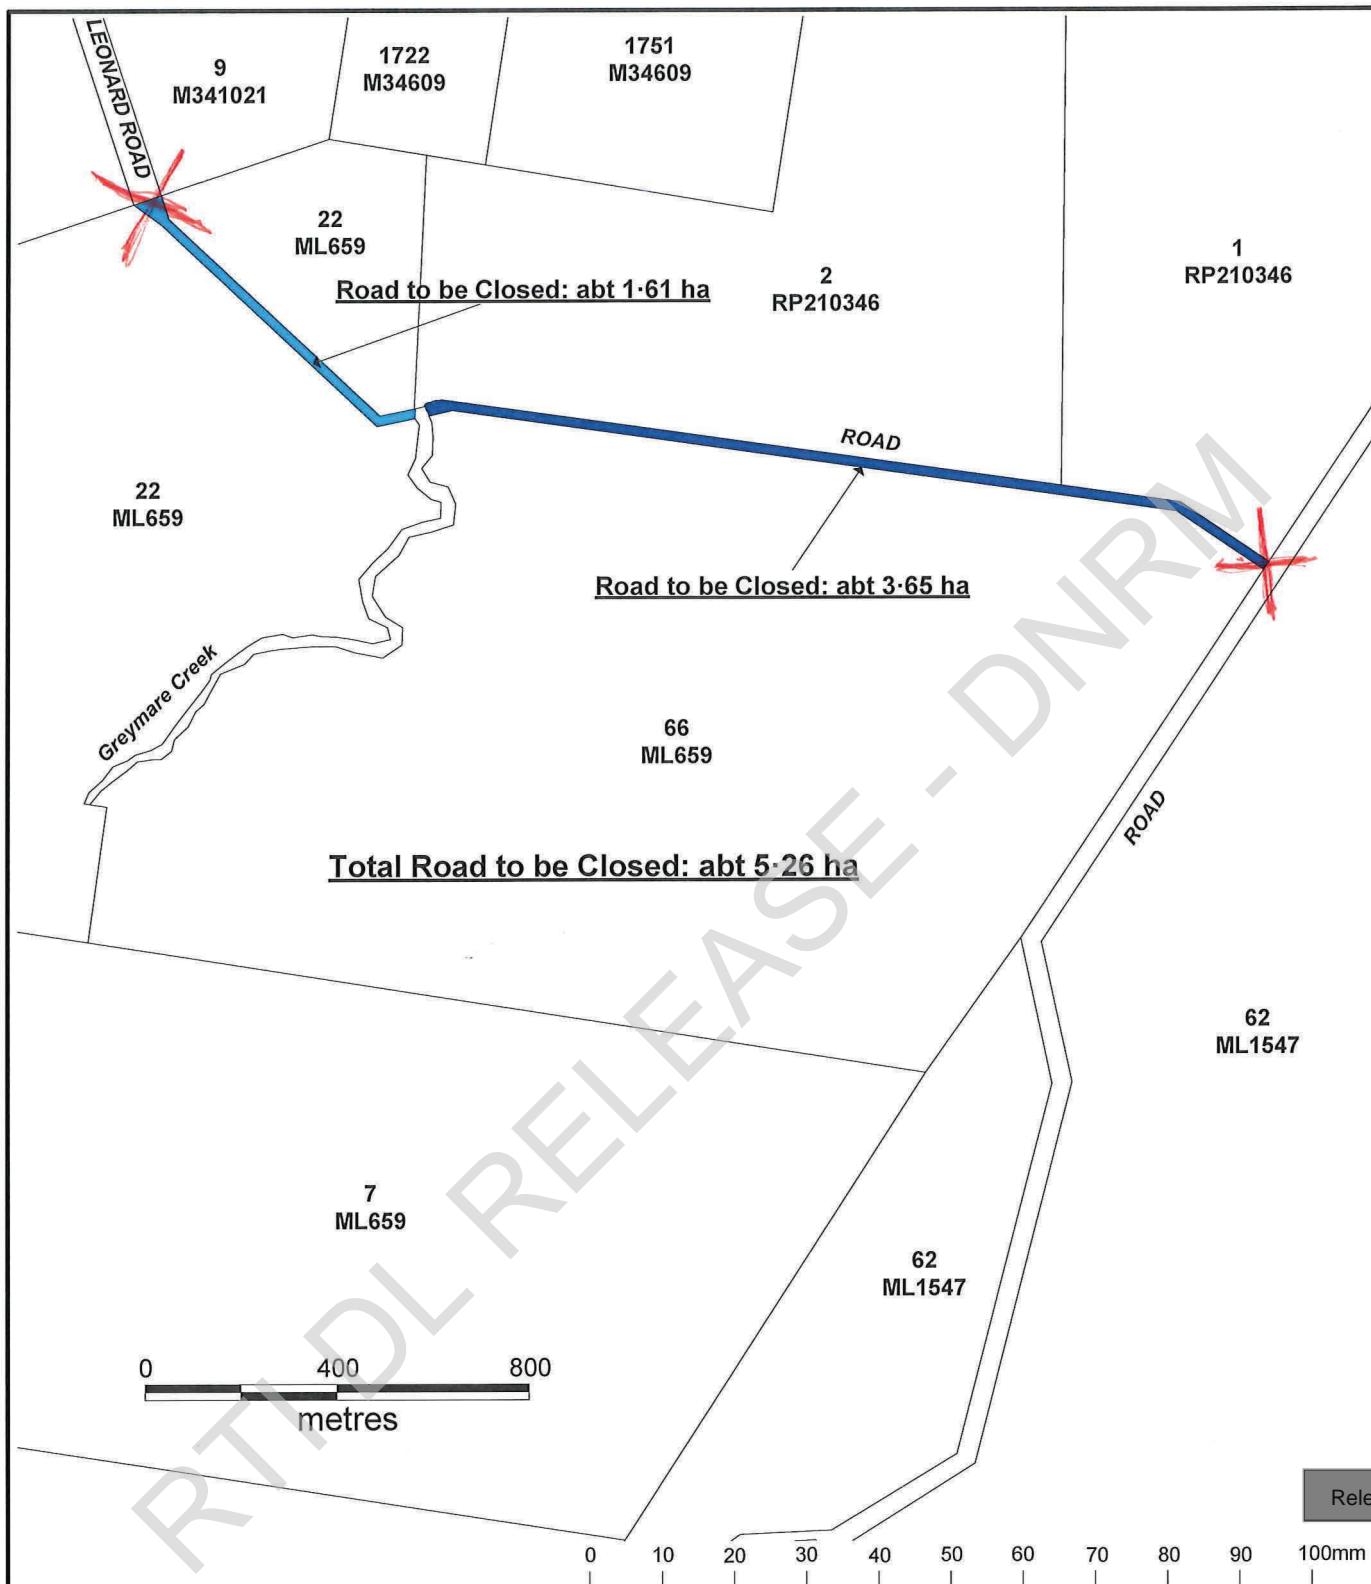 LEONARD ROAD
9
M341021
1722
M34609
1751
M34609
22
ML659
Road to be Closed: abt 1·61 ha
2
RP210346
1
RP210346
ROAD
22
ML659
Road to be Closed: abt 3·65 ha
Greymare Creek
66
ML659
ROAD
Total Road to be Closed: abt 5·26 ha
62
ML1547
7
ML659
62
ML1547
0 400 800
metres
RTI DL RELEASE - DNRM
Rele
0 10 20 30 40 50 60 70 80 90 100mm